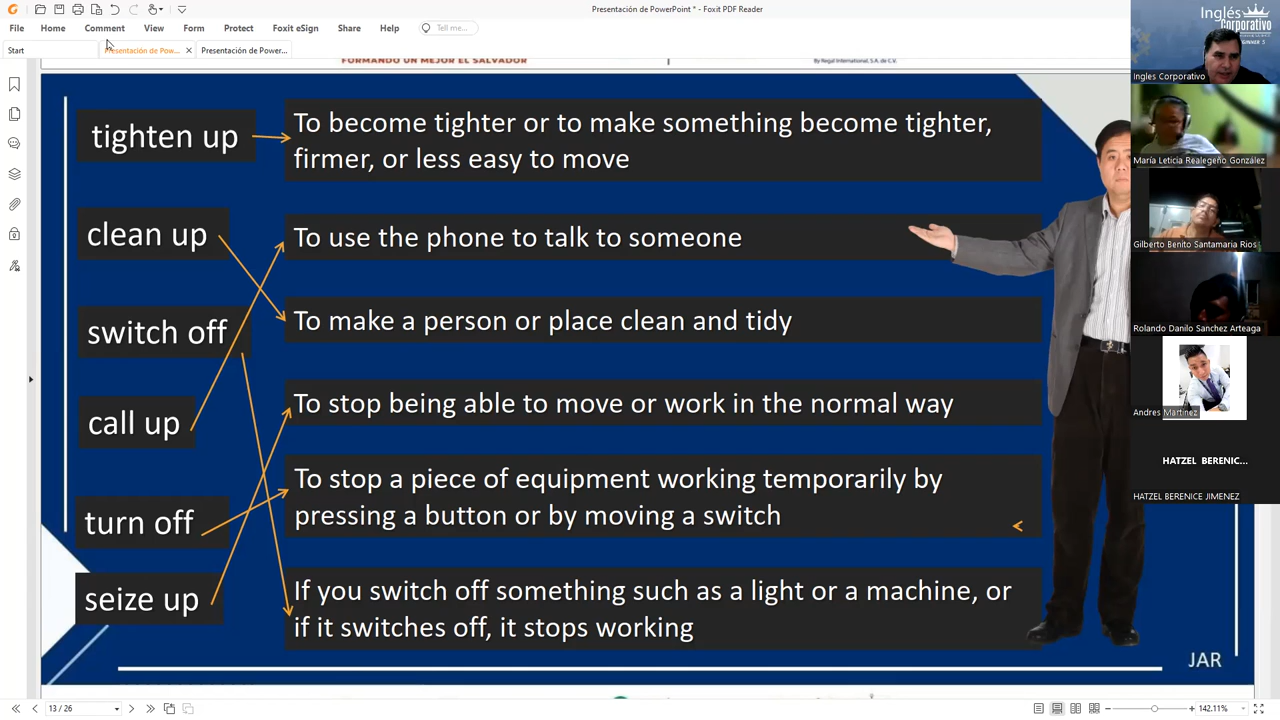 Presentación de PowerPoint * - Foxit PDF Reader
File Home Comment View Form Protect Foxit eSign Share Help Tell me...
Start Presentación de Pow... Presentación de Power...
FORMANDO UN MEJOR EL SALVADOR
By Regal International, S.A. de C.V.
tighten up
To become tighter or to make something become tighter,
firmer, or less easy to move
clean up
To use the phone to talk to someone
switch off
To make a person or place clean and tidy
call up
To stop being able to move or work in the normal way
turn off
To stop a piece of equipment working temporarily by
pressing a button or by moving a switch
seize up
If you switch off something such as a light or a machine, or
if it switches off, it stops working
JAR
Inglés
Corporativo
Ingles Corporativo
María Leticia Realegeño González
Gilberto Benito Santamaria Rios
Rolando Danilo Sanchez Arteaga
Andres Martinez
HATZEL BERENIC...
HATZEL BERENICE JIMENEZ
13 / 26
142.11%